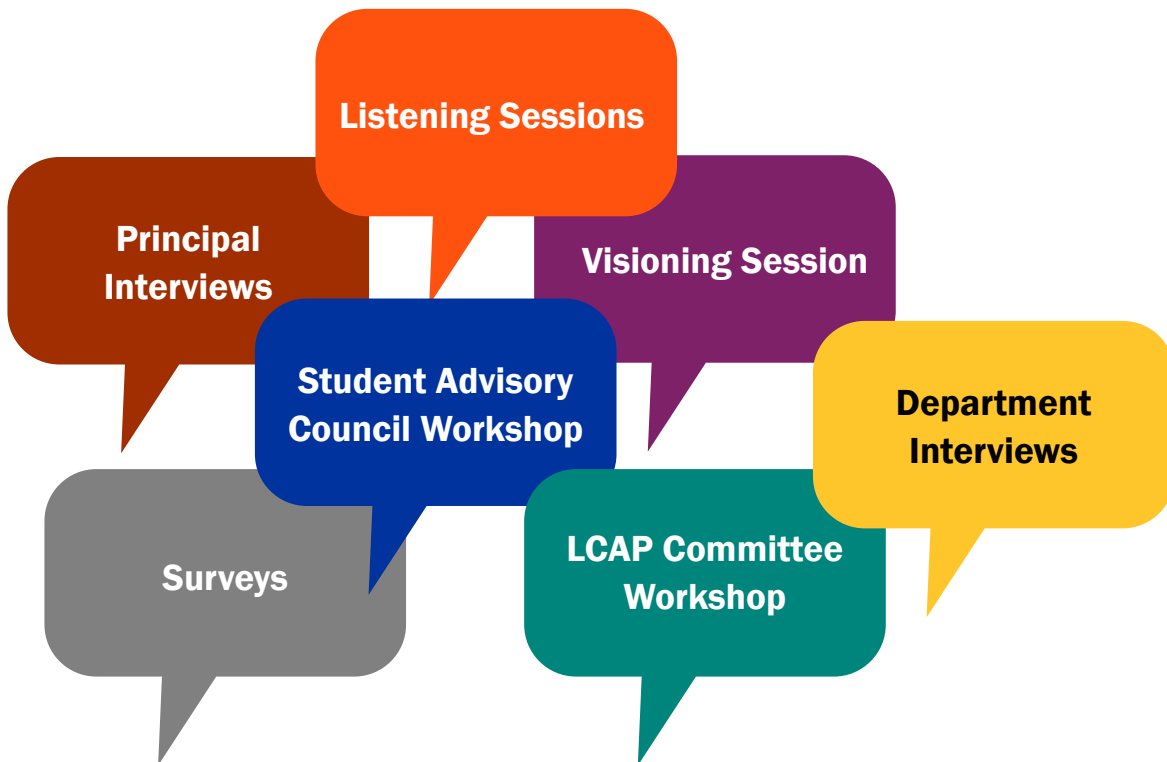 Listening Sessions
Principal
Interviews
Visioning Session
Student Advisory
Council Workshop
Department
Interviews
Surveys
LCAP Committee
Workshop